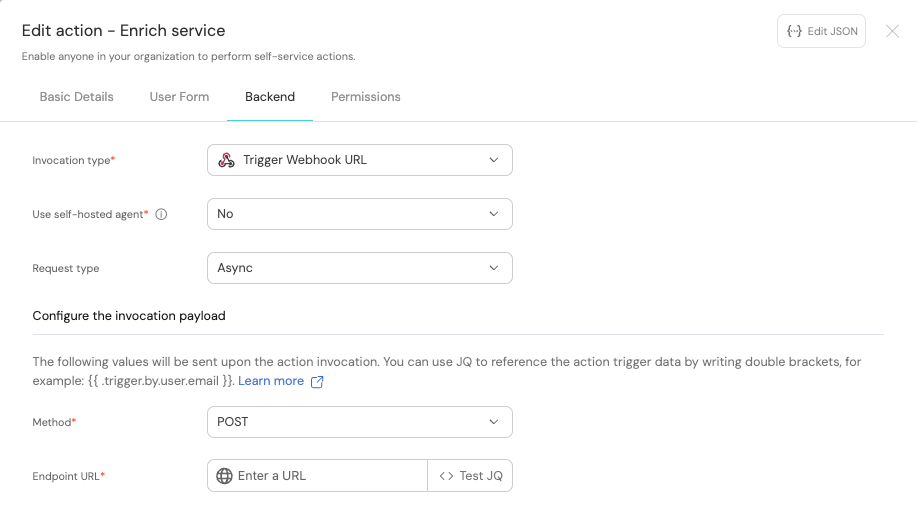 Edit action - Enrich service
Edit JSON
Enable anyone in your organization to perform self-service actions.
Basic Details
User Form
Backend
Permissions
Invocation type*
Trigger Webhook URL
Use self-hosted agent*
No
Request type
Async
Configure the invocation payload
The following values will be sent upon the action invocation. You can use JQ to reference the action trigger data by writing double brackets, for
example: {{ .trigger.by.user.email }}. Learn more
Method*
POST
Endpoint URL*
Enter a URL
<> Test JQ